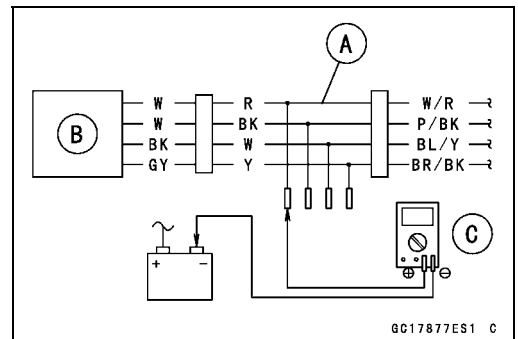 A
W R W/R
W BK P/BK
B BK W BL/Y
GY Y BR/BK
C
+ −
⊕ ⊖
GC17877ES1 C